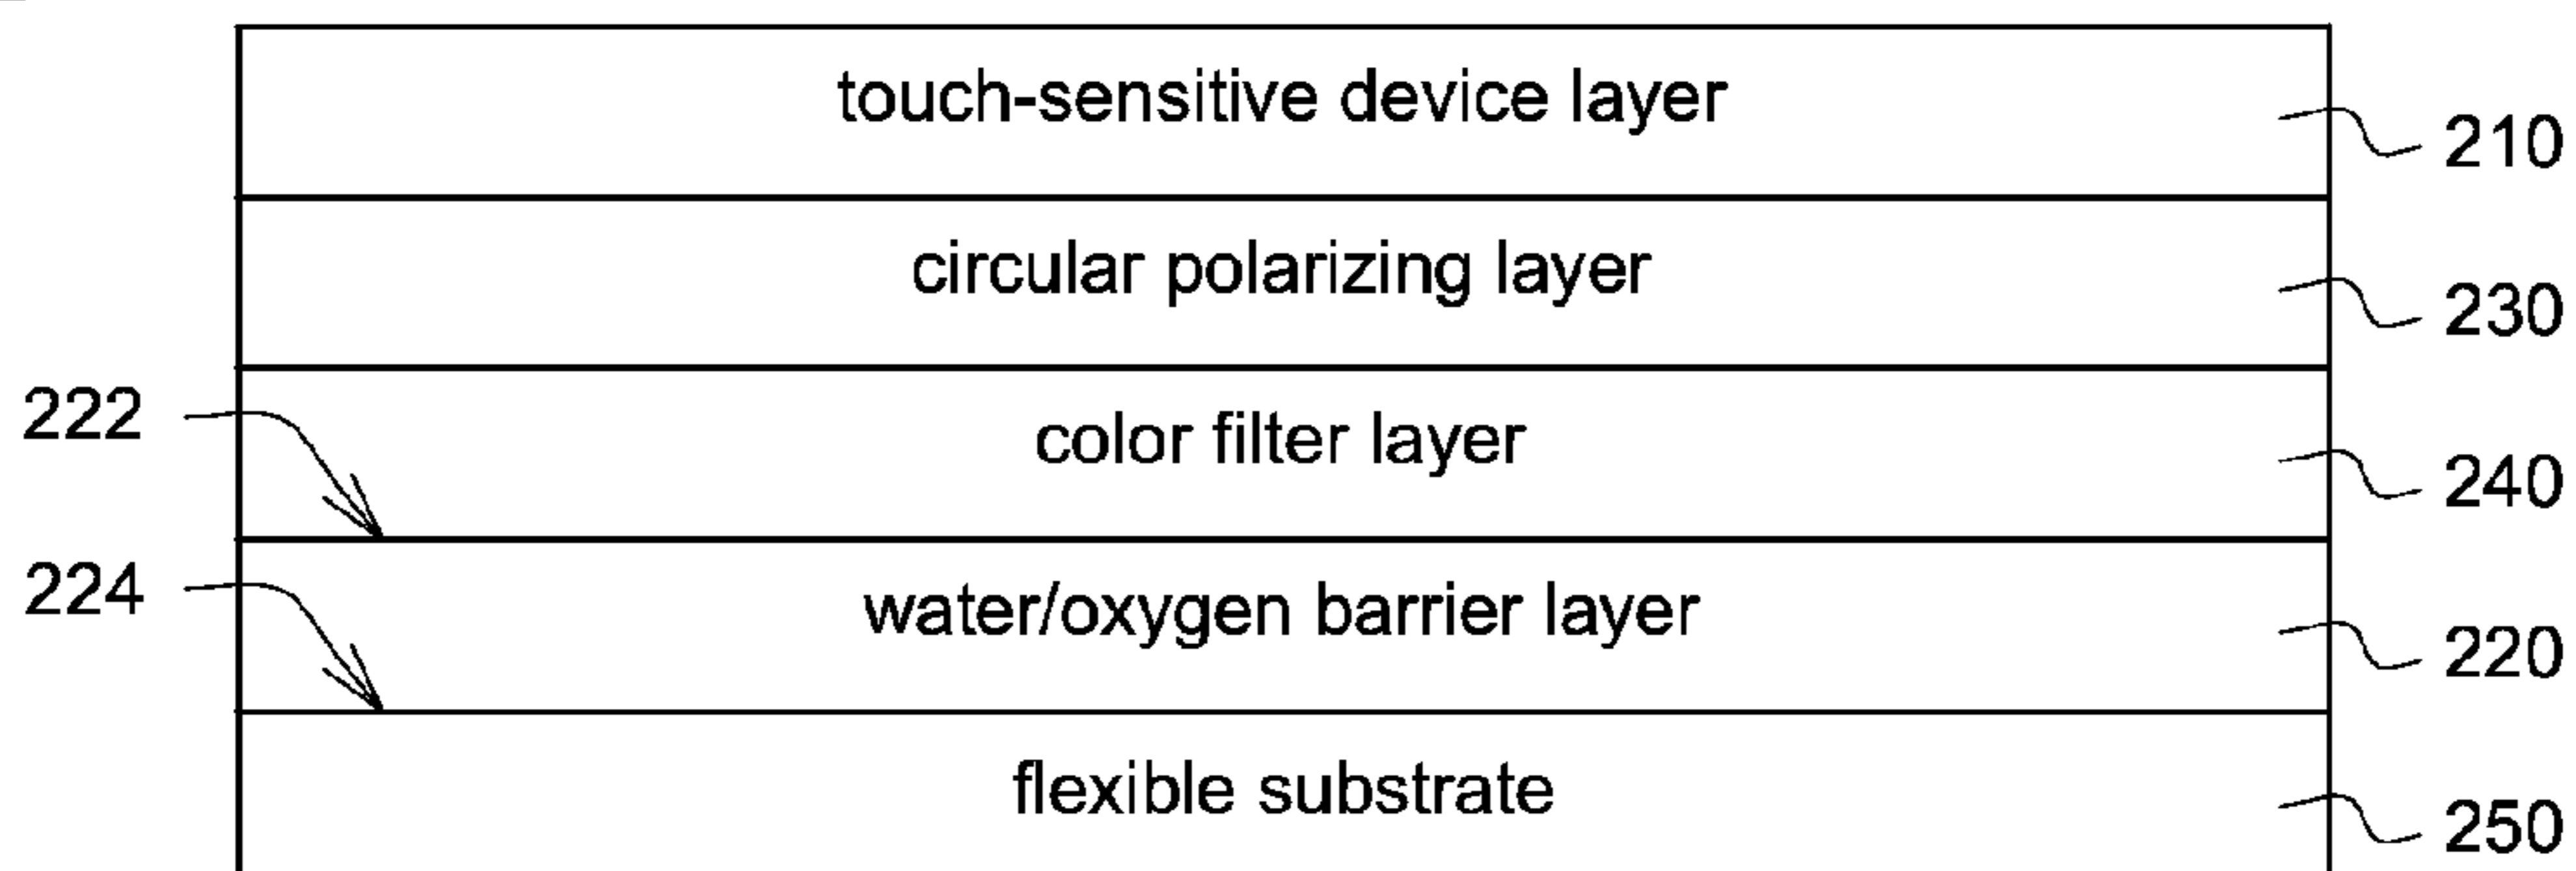 touch-sensitive device layer
210
circular polarizing layer
230
222
color filter layer
240
224
water/oxygen barrier layer
220
flexible substrate
250